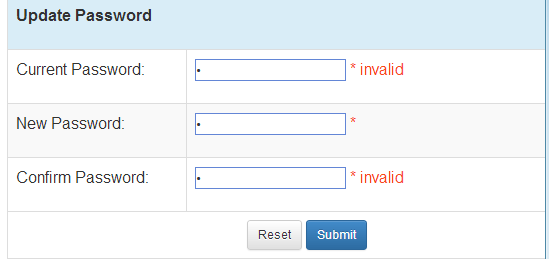 Update Password
Current Password: • * invalid
New Password: • *
Confirm Password: • * invalid
Reset Submit